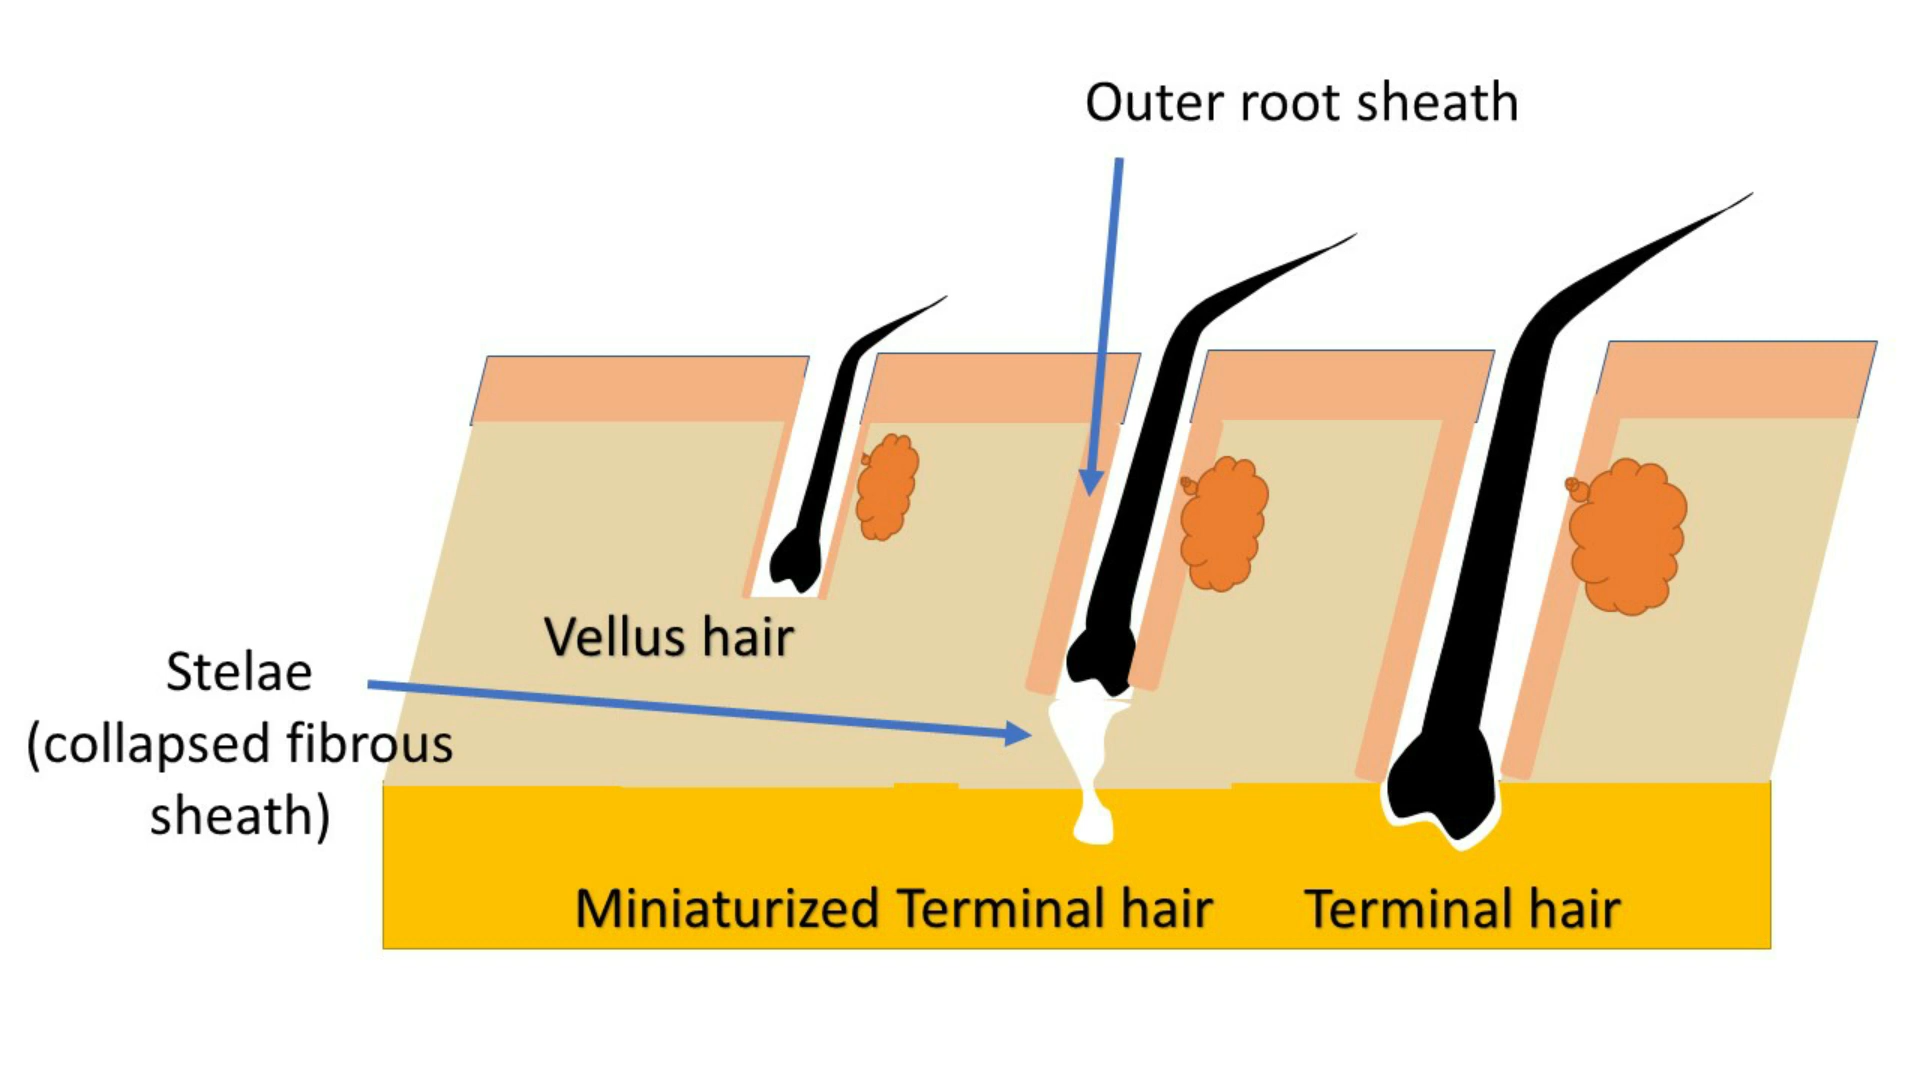 Outer root sheath
Vellus hair
Stelae
(collapsed fibrous
sheath)
Miniaturized Terminal hair
Terminal hair